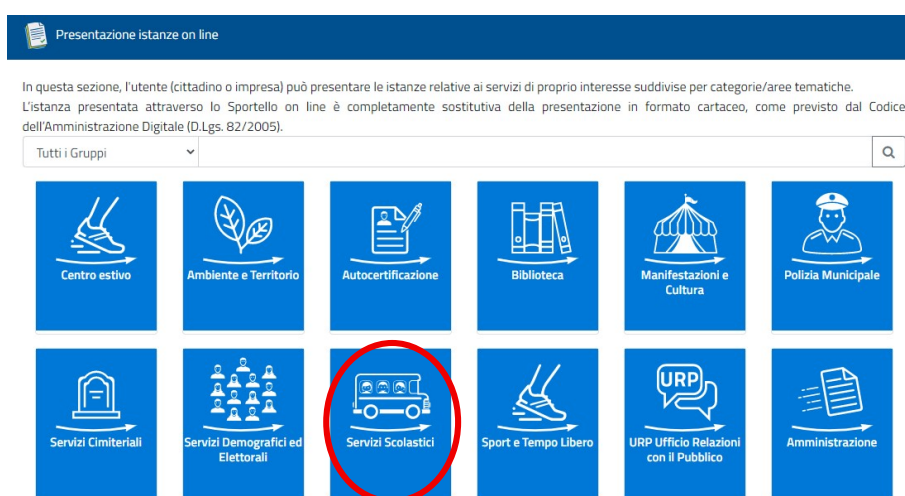 Presentazione istanze on line
In questa sezione, l'utente (cittadino o impresa) può presentare le istanze relative ai servizi di proprio interesse suddivise per categorie/aree tematiche.
L'istanza presentata attraverso lo Sportello on line è completamente sostitutiva della presentazione in formato cartaceo, come previsto dal Codice
dell'Amministrazione Digitale (D.Lgs. 82/2005).
Tutti i Gruppi
Centro estivo
Ambiente e Territorio
Autocertificazione
Biblioteca
Manifestazioni e
Cultura
Polizia Municipale
Servizi Cimiteriali
Servizi Demografici ed
Elettorali
Servizi Scolastici
Sport e Tempo Libero
URP
URP Ufficio Relazioni
con il Pubblico
Amministrazione